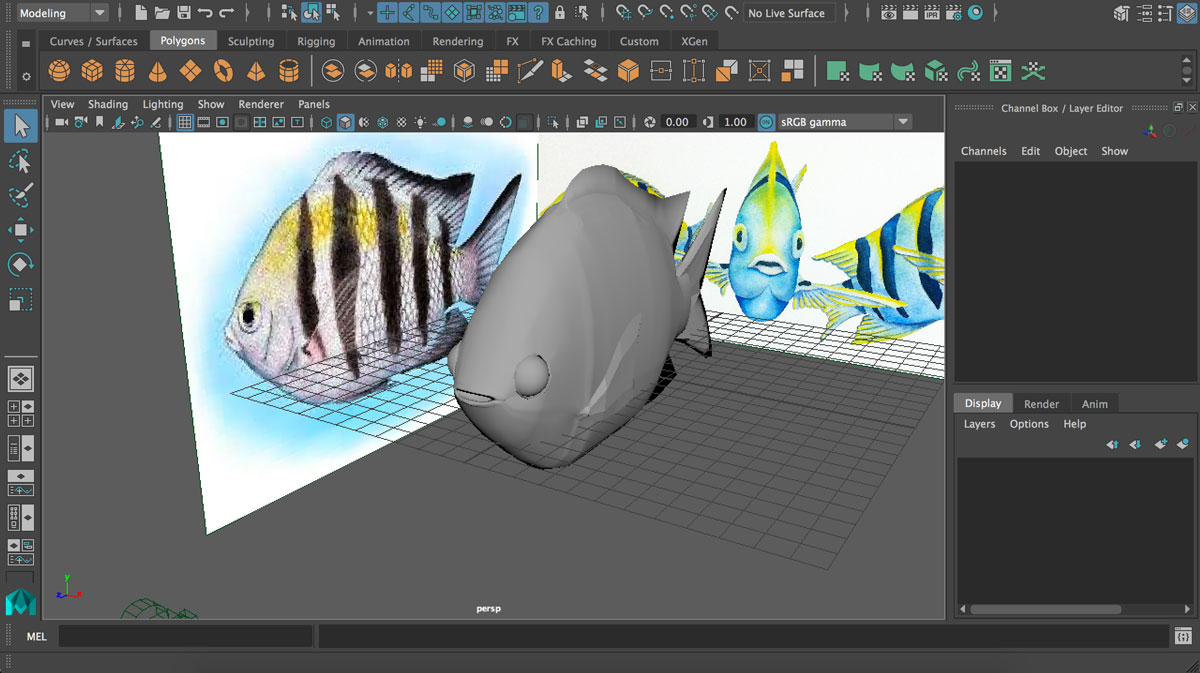 Modeling
No Live Surface
IPR
Curves / Surfaces Polygons Sculpting Rigging Animation Rendering FX FX Caching Custom XGen
View Shading Lighting Show Renderer Panels
0.00 1.00 ON sRGB gamma
Channel Box / Layer Editor
Channels Edit Object Show
Display Render Anim
Layers Options Help
y
z x
persp
MEL